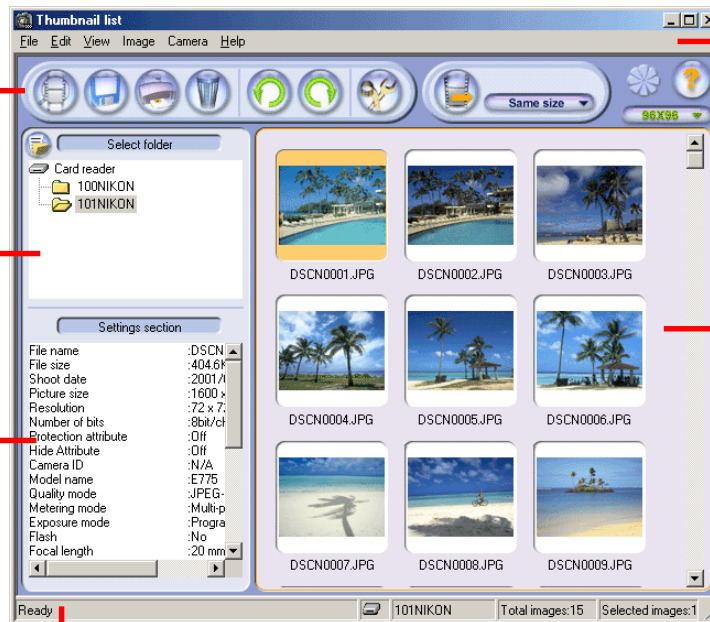 Thumbnail list
File Edit View Image Camera Help
Same size
96X96
Select folder
Card reader
100NIKON
101NIKON
DSCN0001.JPG DSCN0002.JPG DSCN0003.JPG
DSCN0004.JPG DSCN0005.JPG DSCN0006.JPG
DSCN0007.JPG DSCN0008.JPG DSCN0009.JPG
Settings section
File name :DSCN
File size :404.6K
Shoot date :2001/
Picture size :1600 x
Resolution :72 x 7
Number of bits :8bit/c
Protection attribute :Off
Hide Attribute :Off
Camera ID :N/A
Model name :E775
Quality mode :JPEG-
Metering mode :Multi-p
Exposure mode :Progra
Flash :No
Focal length :20 mm
Ready 101NIKON Total images:15 Selected images:1